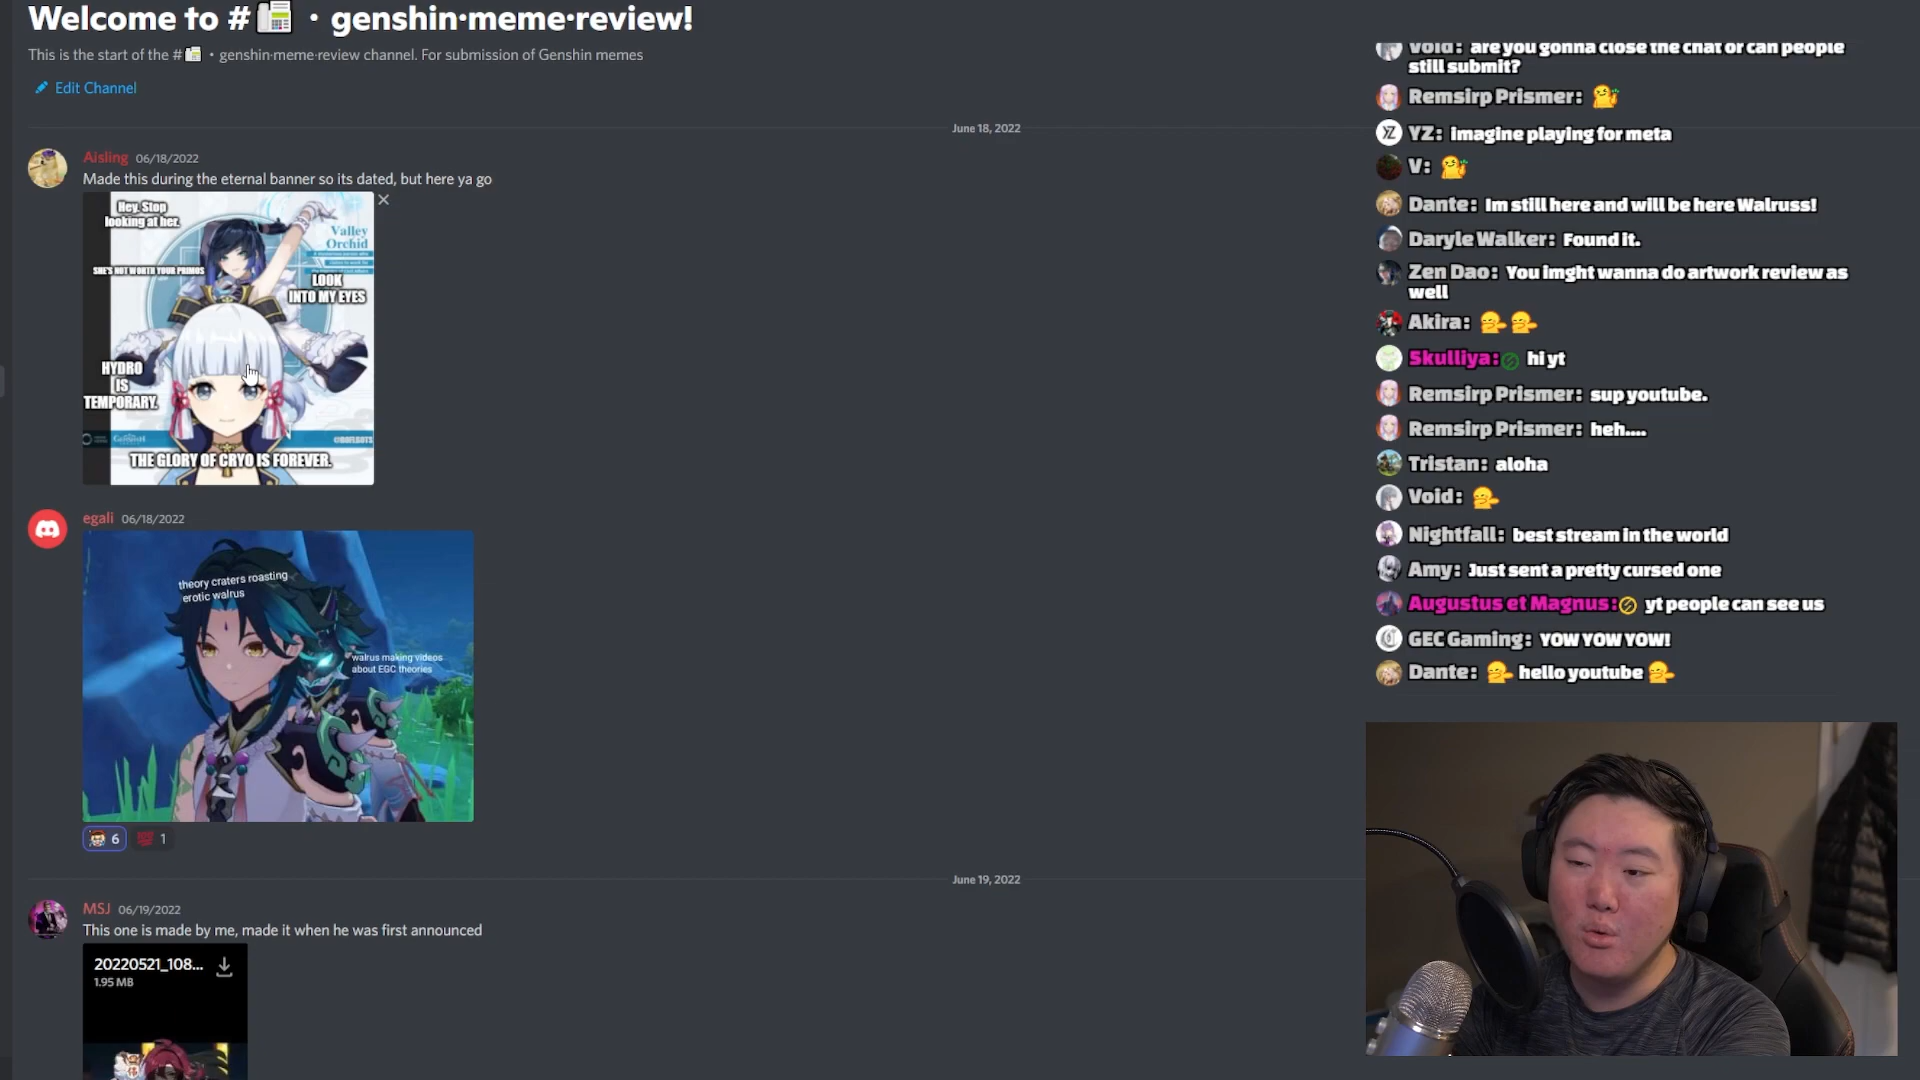 Welcome to # • genshin·meme·review!
This is the start of the # • genshin·meme·review channel. For submission of Genshin memes
Edit Channel
June 18, 2022
Aisling 06/18/2022
Made this during the eternal banner so its dated, but here ya go
Hey. Stop
looking at her.
Valley
Orchid
SHE'S NOT WORTH YOUR PRIMOS
LOOK
INTO MY EYES
HYDRO
IS
TEMPORARY.
THE GLORY OF CRYO IS FOREVER.
egali 06/18/2022
theory craters roasting
erotic walrus
walrus making videos
about EGC theories
6
1
June 19, 2022
MSJ 06/19/2022
This one is made by me, made it when he was first announced
20220521_108...
1.95 MB
Void: are you gonna close the chat or can people
still submit?
Remsirp Prismer:
YZ: imagine playing for meta
V:
Dante: Im still here and will be here Walruss!
Daryle Walker: Found it.
Zen Dao: You imght wanna do artwork review as
well
Akira:
Skulliya: hi yt
Remsirp Prismer: sup youtube.
Remsirp Prismer: heh....
Tristan: aloha
Void:
Nightfall: best stream in the world
Amy: Just sent a pretty cursed one
Augustus et Magnus: yt people can see us
GEC Gaming: YOW YOW YOW!
Dante: hello youtube